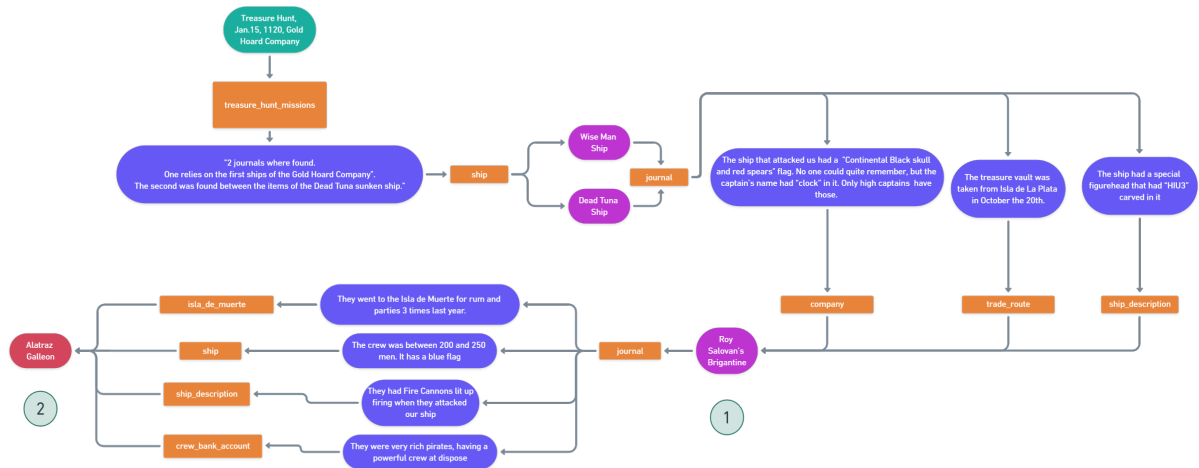 Treasure Hunt,
Jan.15, 1120, Gold
Hoard Company
treasure_hunt_missions
"2 journals where found.
One relies on the first ships of the Gold Hoard Company".
The second was found between the items of the Dead Tuna sunken ship."
ship
Wise Man
Ship
Dead Tuna
Ship
journal
The ship that attacked us had a "Continental Black skull
and red spears" flag. No one could quite remember, but the
captain's name had "clock" in it. Only high captains have
those.
The treasure vault was
taken from Isla de La Plata
in October the 20th.
The ship had a special
figurehead that had "HIU3"
carved in it
company
trade_route
ship_description
Roy
Salovan's
Brigantine
journal
They went to the Isla de Muerte for rum and
parties 3 times last year.
isla_de_muerte
The crew was between 200 and 250
men. It has a blue flag
ship
They had Fire Cannons lit up
firing when they attacked
our ship
ship_description
They were very rich pirates, having a
powerful crew at dispose
crew_bank_account
Alatraz
Galleon
1
2